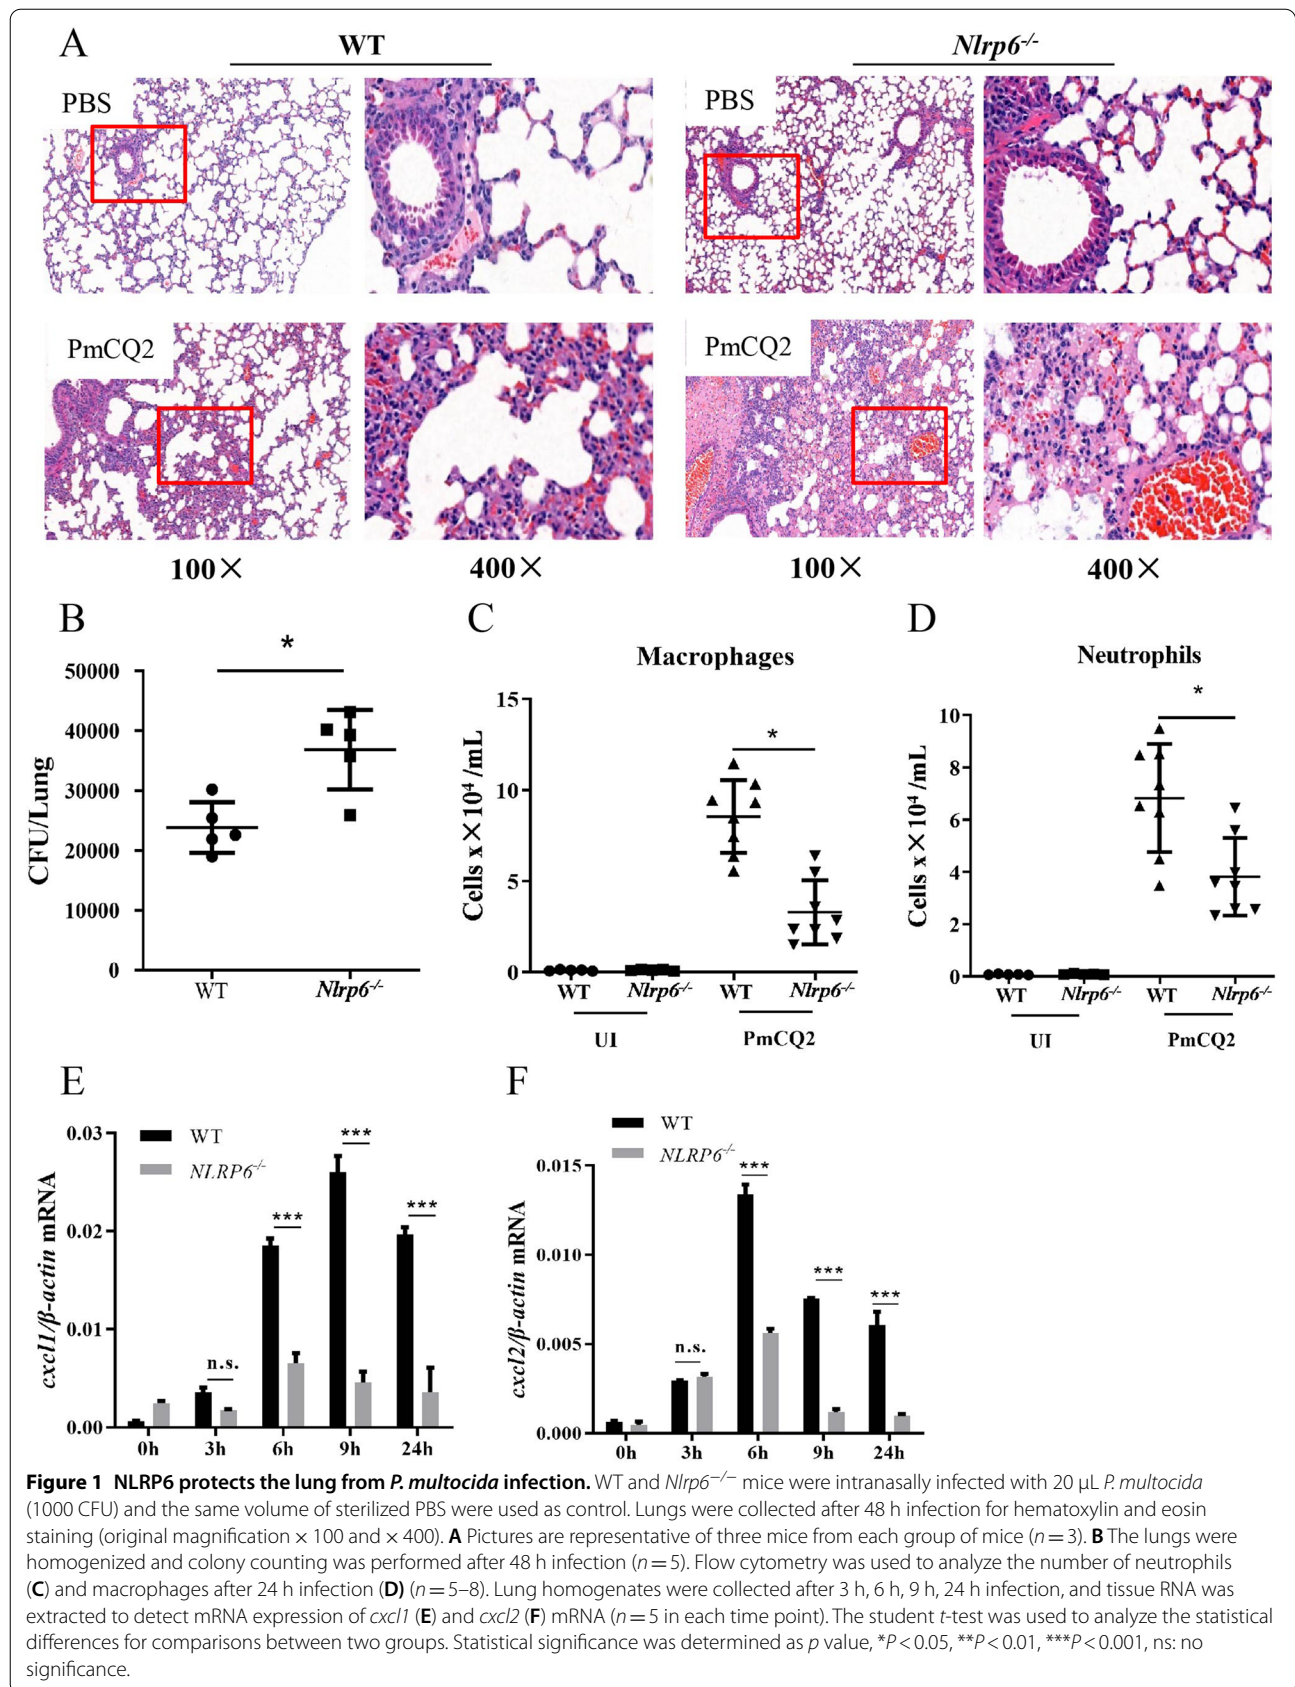 A
WT
Nlrp6-/-
PBS
PBS
PmCQ2
PmCQ2
100×
400×
100×
400×
B
*
CFU/Lung
50000
40000
30000
20000
10000
0
WT
Nlrp6-/-
C
Macrophages
*
Cells x×10⁴/mL
15
10
5
0
WT
Nlrp6-/-
WT
Nlrp6-/-
UI
PmCQ2
D
Neutrophils
*
Cells x×10⁴/mL
10
8
6
4
2
0
WT
Nlrp6-/-
WT
Nlrp6-/-
UI
PmCQ2
E
WT
NLRP6-/-
cxcl1/β-actin mRNA
0.03
0.02
0.01
0.00
n.s.
***
***
***
0h
3h
6h
9h
24h
F
WT
NLRP6-/-
cxcl2/β-actin mRNA
0.015
0.010
0.005
0.000
n.s.
***
***
***
0h
3h
6h
9h
24h
Figure 1 NLRP6 protects the lung from P. multocida infection. WT and Nlrp6−/− mice were intranasally infected with 20 μL P. multocida
(1000 CFU) and the same volume of sterilized PBS were used as control. Lungs were collected after 48 h infection for hematoxylin and eosin
staining (original magnification × 100 and × 400). A Pictures are representative of three mice from each group of mice (n = 3). B The lungs were
homogenized and colony counting was performed after 48 h infection (n = 5). Flow cytometry was used to analyze the number of neutrophils
(C) and macrophages after 24 h infection (D) (n = 5–8). Lung homogenates were collected after 3 h, 6 h, 9 h, 24 h infection, and tissue RNA was
extracted to detect mRNA expression of cxcl1 (E) and cxcl2 (F) mRNA (n = 5 in each time point). The student t-test was used to analyze the statistical
differences for comparisons between two groups. Statistical significance was determined as p value, *P < 0.05, **P < 0.01, ***P < 0.001, ns: no
significance.